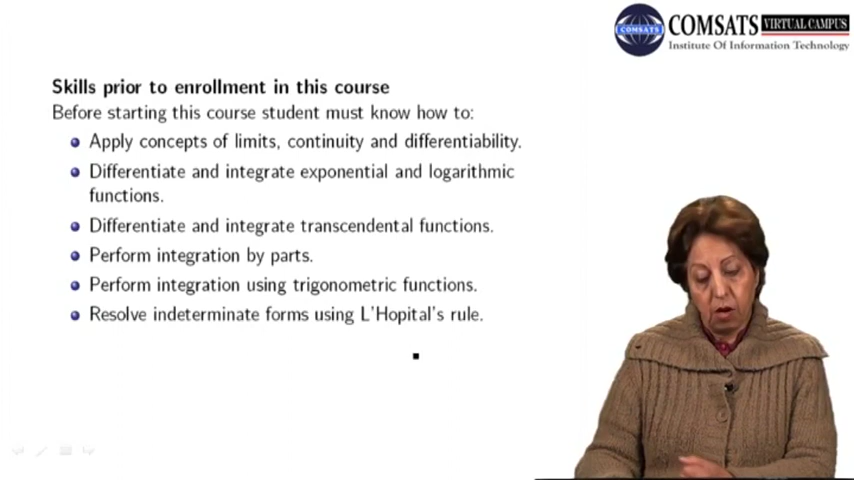 COMSATS VIRTUAL CAMPUS
COMSATS
Institute Of Information Technology
Skills prior to enrollment in this course
Before starting this course student must know how to:
Apply concepts of limits, continuity and differentiability.
Differentiate and integrate exponential and logarithmic
functions.
Differentiate and integrate transcendental functions.
Perform integration by parts.
Perform integration using trigonometric functions.
Resolve indeterminate forms using L'Hopital's rule.